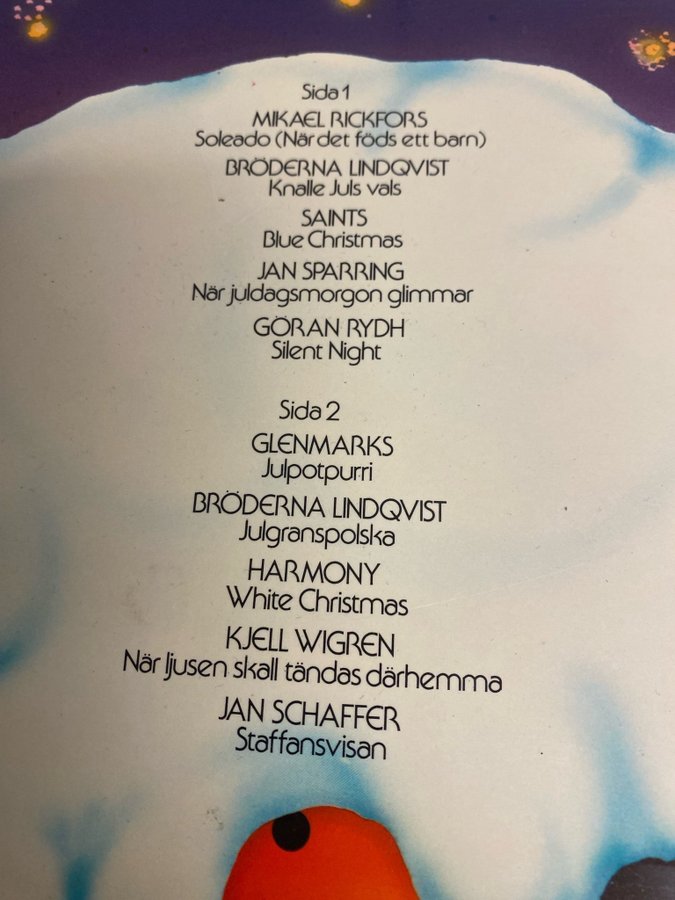 Sida 1
MIKAEL RICKFORS
Soleado (När det föds ett barn)
BRÖDERNA LINDQVIST
Knalle Juls vals
SAINTS
Blue Christmas
JAN SPARRING
När juldagsmorgon glimmar
GÖRAN RYDH
Silent Night
Sida 2
GLENMARKS
Julpotpurri
BRÖDERNA LINDQVIST
Julgranspolska
HARMONY
White Christmas
KJELL WIGREN
När ljusen skall tändas därhemma
JAN SCHAFFER
Staffansvisan